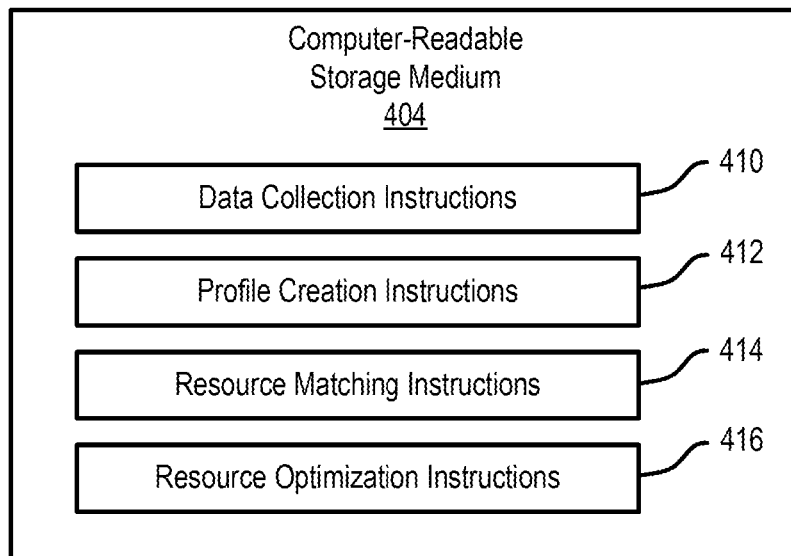 Computer-Readable
Storage Medium
404
Data Collection Instructions
410
Profile Creation Instructions
412
Resource Matching Instructions
414
Resource Optimization Instructions
416